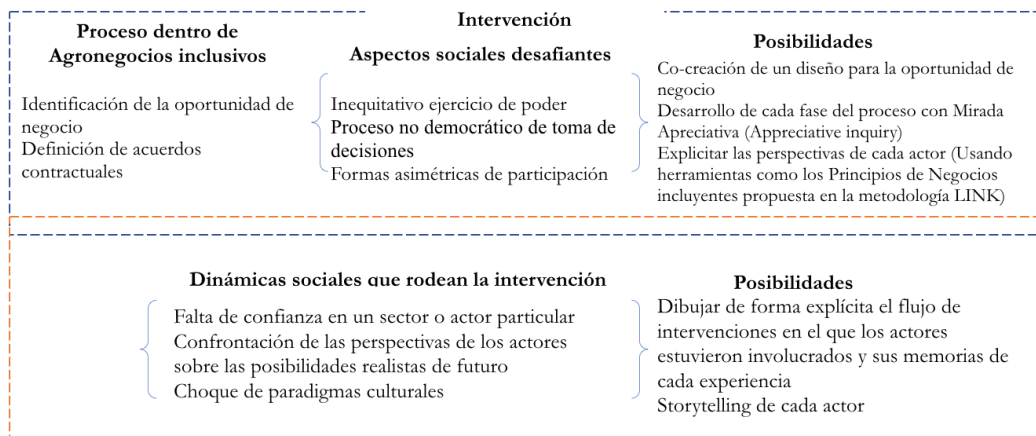 Intervención
Proceso dentro de
Agronegocios inclusivos
Identificación de la oportunidad de
negocio
Definición de acuerdos
contractuales
Aspectos sociales desafiantes
Inequitativo ejercicio de poder
Proceso no democrático de toma de
decisiones
Formas asimétricas de participación
Posibilidades
Co-creación de un diseño para la oportunidad de
negocio
Desarrollo de cada fase del proceso con Mirada
Apreciativa (Appreciative inquiry)
Explicitar las perspectivas de cada actor (Usando
herramientas como los Principios de Negocios
incluyentes propuesta en la metodología LINK)
Dinámicas sociales que rodean la intervención
Falta de confianza en un sector o actor particular
Confrontación de las perspectivas de los actores
sobre las posibilidades realistas de futuro
Choque de paradigmas culturales
Posibilidades
Dibujar de forma explícita el flujo de
intervenciones en el que los actores
estuvieron involucrados y sus memorias de
cada experiencia
Storytelling de cada actor